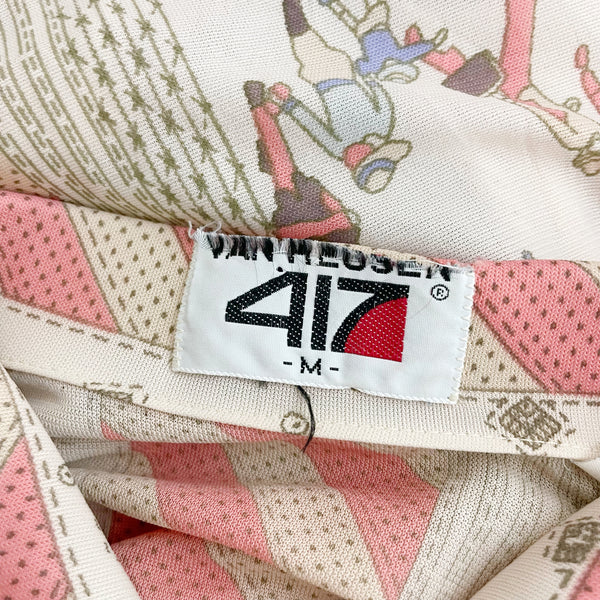 VAN HEUSEN
417 ®
- M -